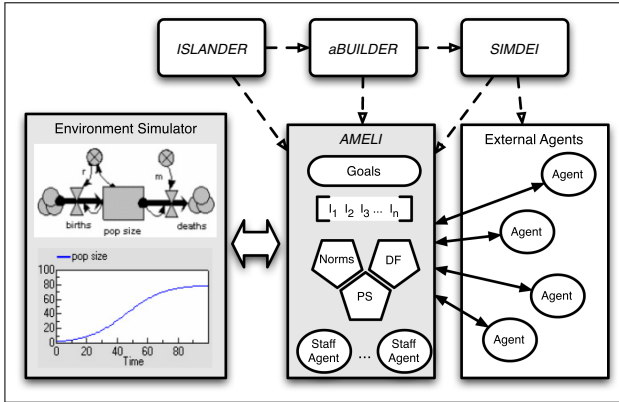 ISLANDER
aBUILDER
SIMDEI
Environment Simulator
r
m
births
pop size
deaths
pop size
100
80
60
40
20
0
0 20 40 60 80
Time
AMELI
Goals
I1 I2 I3 ... In
Norms
DF
PS
Staff
Agent
...
Staff
Agent
External Agents
Agent
Agent
Agent
Agent